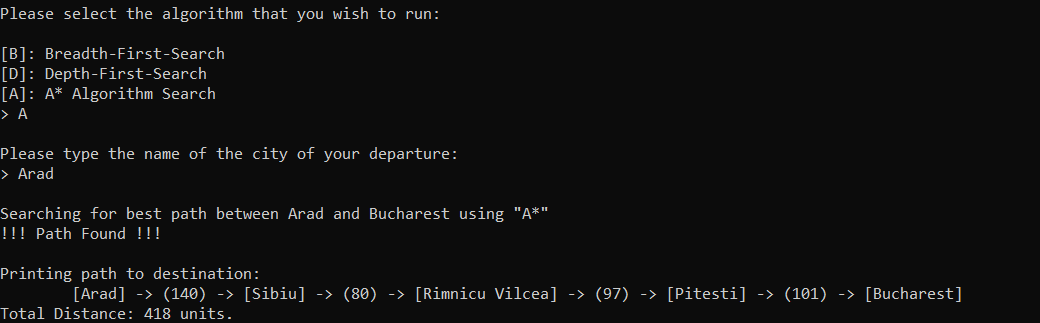 Please select the algorithm that you wish to run:
[B]: Breadth-First-Search
[D]: Depth-First-Search
[A]: A* Algorithm Search
> A
Please type the name of the city of your departure:
> Arad
Searching for best path between Arad and Bucharest using "A*"
!!! Path Found !!!
Printing path to destination:
[Arad] -> (140) -> [Sibiu] -> (80) -> [Rimnicu Vilcea] -> (97) -> [Pitesti] -> (101) -> [Bucharest]
Total Distance: 418 units.